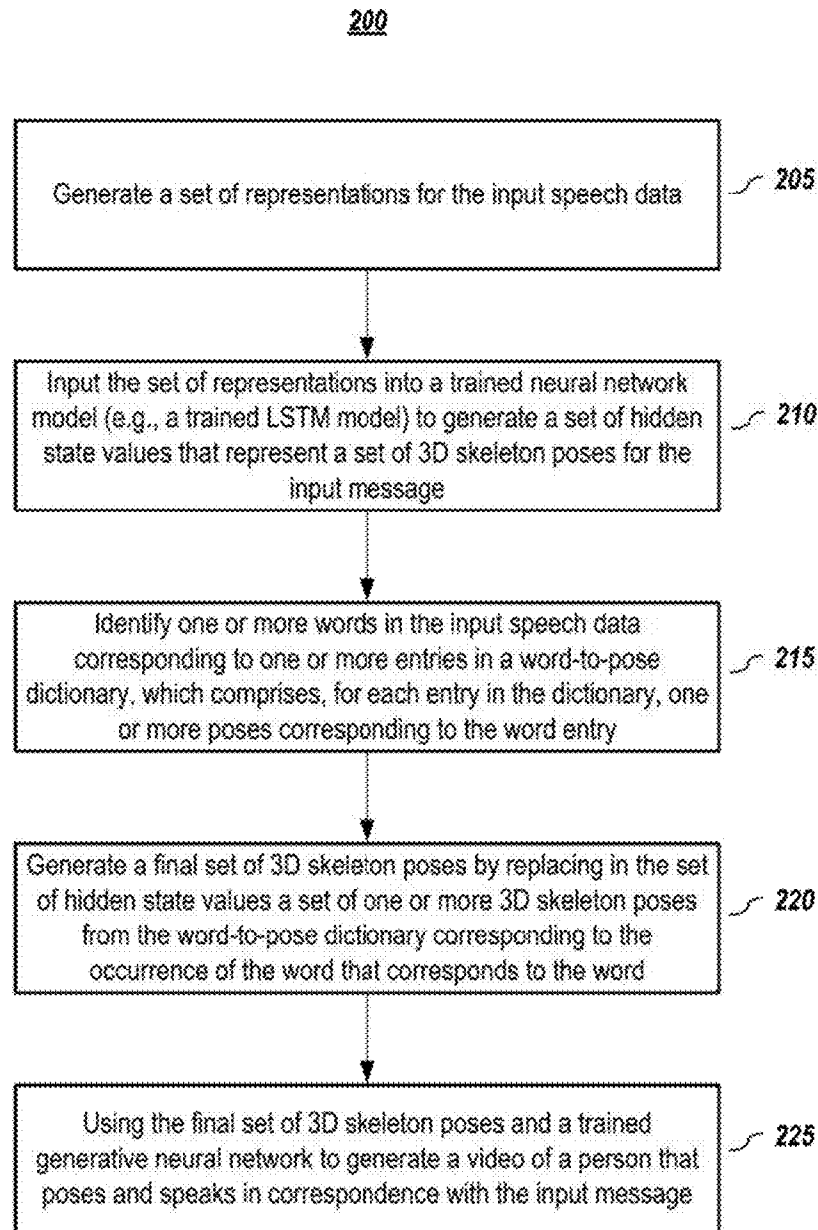 200
Generate a set of representations for the input speech data
205
Input the set of representations into a trained neural network
model (e.g., a trained LSTM model) to generate a set of hidden
state values that represent a set of 3D skeleton poses for the
input message
210
Identify one or more words in the input speech data
corresponding to one or more entries in a word-to-pose
dictionary, which comprises, for each entry in the dictionary, one
or more poses corresponding to the word entry
215
Generate a final set of 3D skeleton poses by replacing in the set
of hidden state values a set of one or more 3D skeleton poses
from the word-to-pose dictionary corresponding to the
occurrence of the word that corresponds to the word
220
Using the final set of 3D skeleton poses and a trained
generative neural network to generate a video of a person that
poses and speaks in correspondence with the input message
225